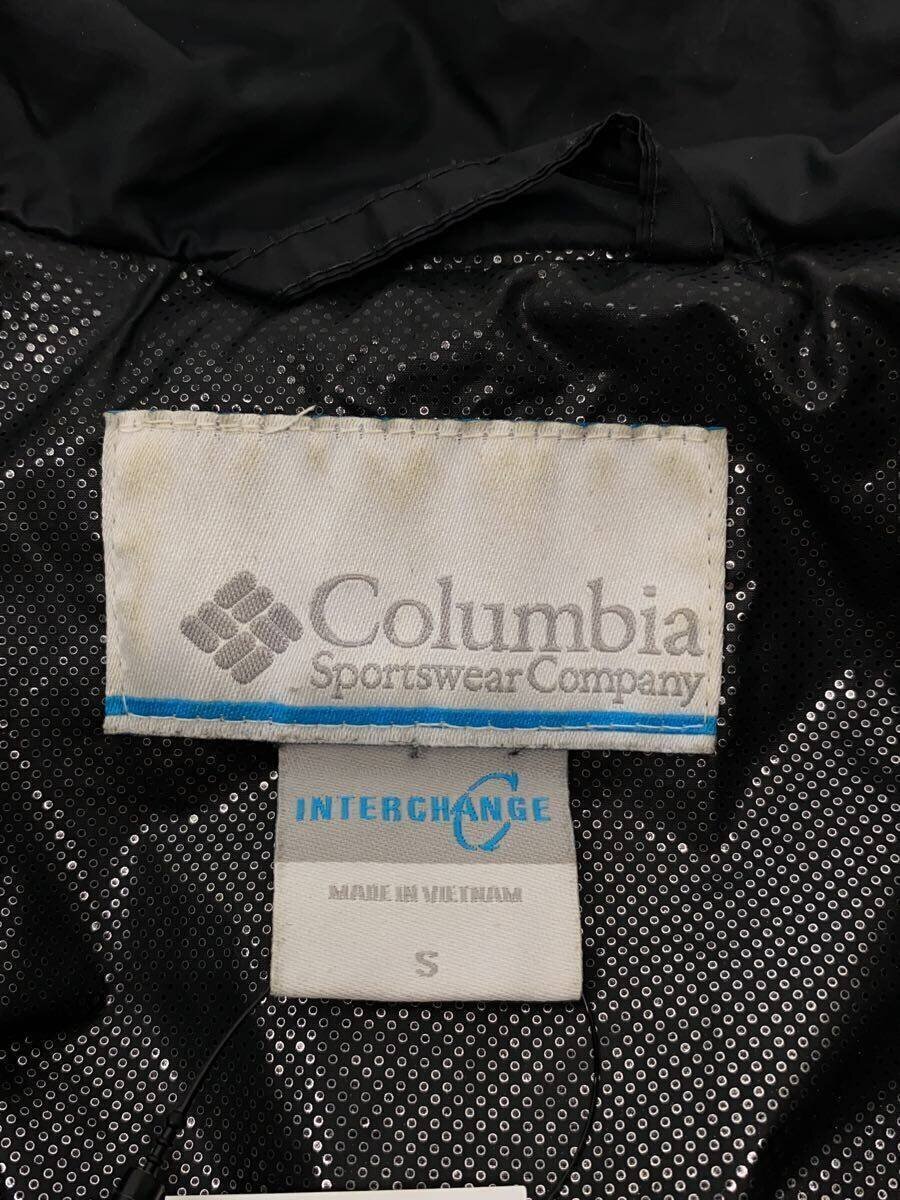 Columbia
Sportswear Company
INTERCHANGE
MADE IN VIETNAM
S